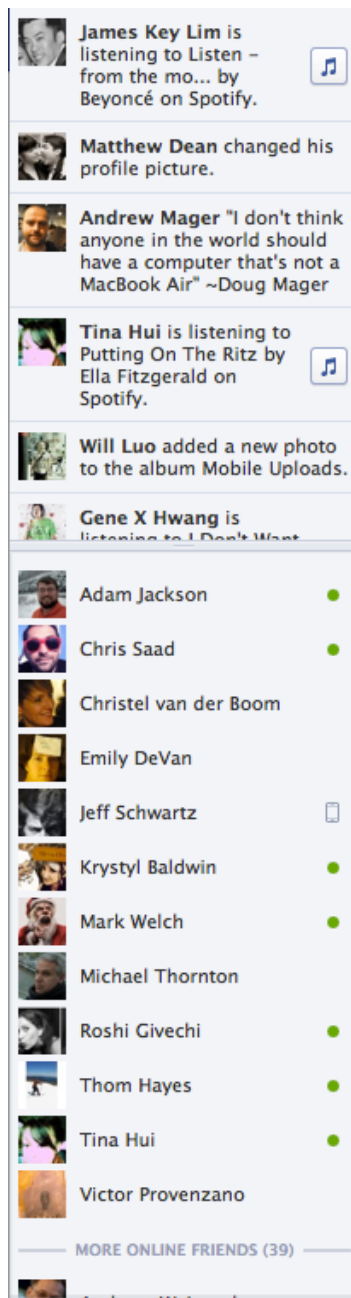 James Key Lim is
listening to Listen –
from the mo... by
Beyoncé on Spotify.
Matthew Dean changed his
profile picture.
Andrew Mager "I don't think
anyone in the world should
have a computer that's not a
MacBook Air" ~Doug Mager
Tina Hui is listening to
Putting On The Ritz by
Ella Fitzgerald on
Spotify.
Will Luo added a new photo
to the album Mobile Uploads.
Gene X Hwang is
listening to I Don't Want
Adam Jackson
Chris Saad
Christel van der Boom
Emily DeVan
Jeff Schwartz
Krystyl Baldwin
Mark Welch
Michael Thornton
Roshi Givechi
Thom Hayes
Tina Hui
Victor Provenzano
MORE ONLINE FRIENDS (39)